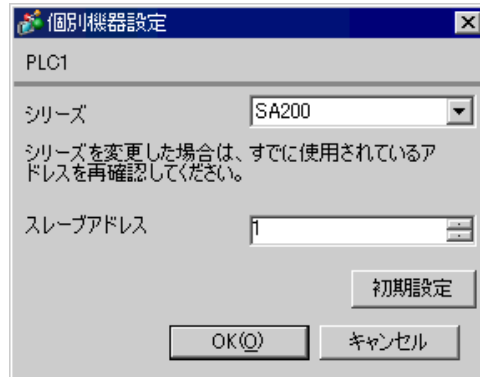 個別機器設定
PLC1
シリーズ SA200
シリーズを変更した場合は、すでに使用されているア
ドレスを再確認してください。
スレーブアドレス 1
初期設定
OK(O) キャンセル